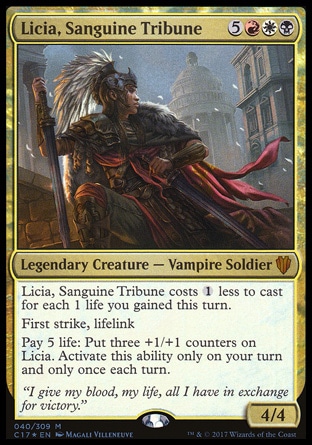 Licia, Sanguine Tribune 5
Legendary Creature — Vampire Soldier
Licia, Sanguine Tribune costs 1 less to cast
for each 1 life you gained this turn.
First strike, lifelink
Pay 5 life: Put three +1/+1 counters on
Licia. Activate this ability only on your turn
and only once each turn.
"I give my blood, my life, all I have in exchange
for victory."
4/4
040/309 M
C17 ★ EN MAGALI VILLENEUVE
™ & © 2017 Wizards of the Coast